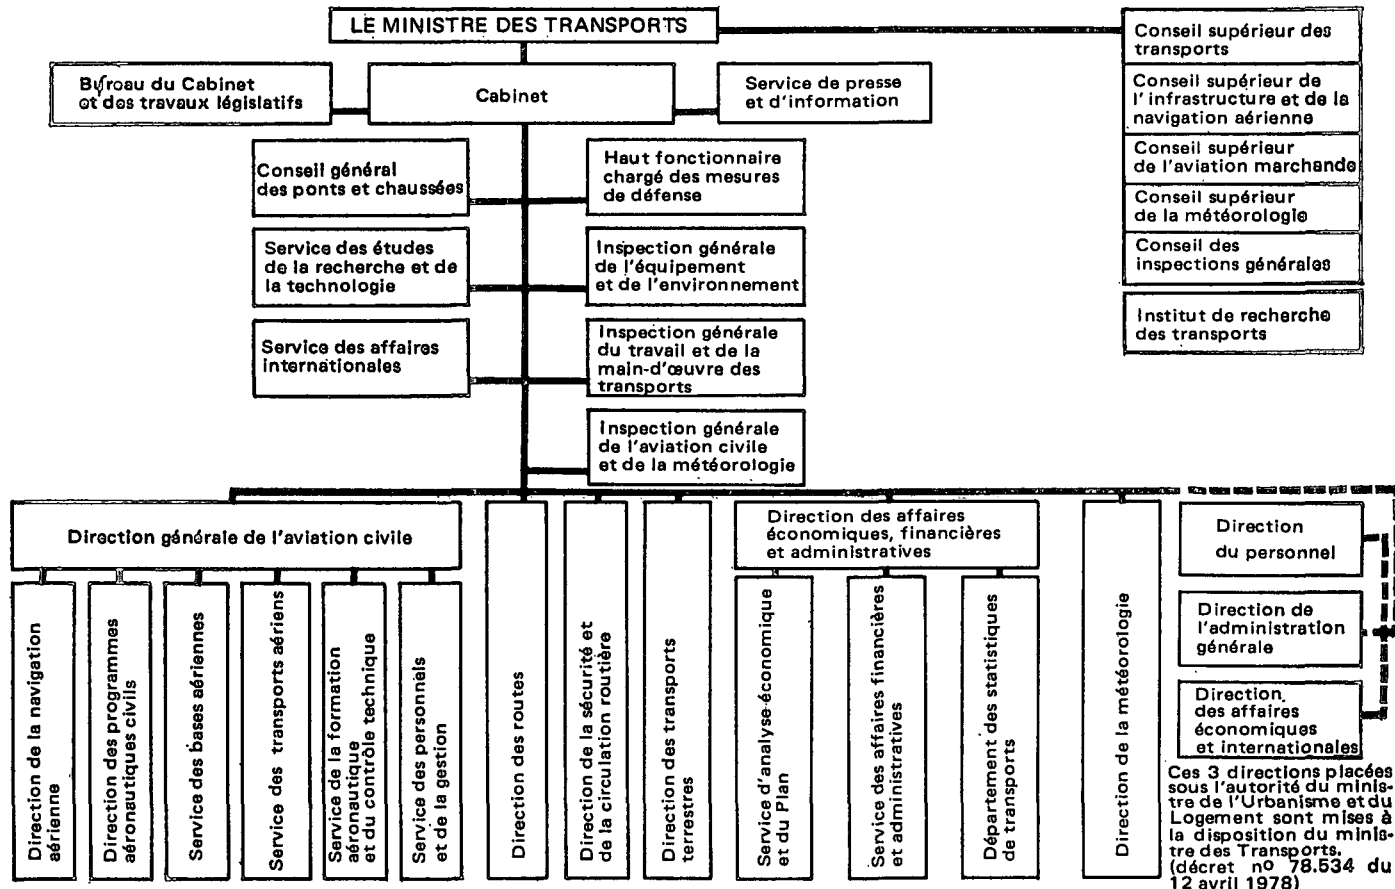 LE MINISTRE DES TRANSPORTS
Bureau du Cabinet
et des travaux législatifs
Cabinet
Service de presse
et d'information
Conseil supérieur des
transports
Conseil supérieur de
l'infrastructure et de la
navigation aérienne
Conseil supérieur
de l'aviation marchande
Conseil supérieur
de la météorologie
Conseil des
inspections générales
Institut de recherche
des transports
Conseil général
des ponts et chaussées
Haut fonctionnaire
chargé des mesures
de défense
Service des études
de la recherche et de
la technologie
Inspection générale
de l'équipement
et de l'environnement
Service des affaires
internationales
Inspection générale
du travail et de la
main-d'œuvre des
transports
Inspection générale
de l'aviation civile
et de la météorologie
Direction générale de l'aviation civile
Direction de la navigation
aérienne
Direction des programmes
aéronautiques civils
Service des bases aériennes
Service des transports aériens
Service de la formation
aéronautique
et du contrôle technique
Service des personnels
et de la gestion
Direction des routes
Direction de la sécurité et
de la circulation routière
Direction des transports
terrestres
Direction des affaires
économiques, financières
et administratives
Service d'analyse économique
et du Plan
Service des affaires financières
et administratives
Département des statistiques
de transports
Direction de la météorologie
Direction
du personnel
Direction de
l'administration
générale
Direction
des affaires
économiques
et internationales
Ces 3 directions placées
sous l'autorité du minis-
tre de l'Urbanisme et du
Logement sont mises à
la disposition du minis-
tre des Transports.
(décret nº 78.534 du
12 avril 1978)